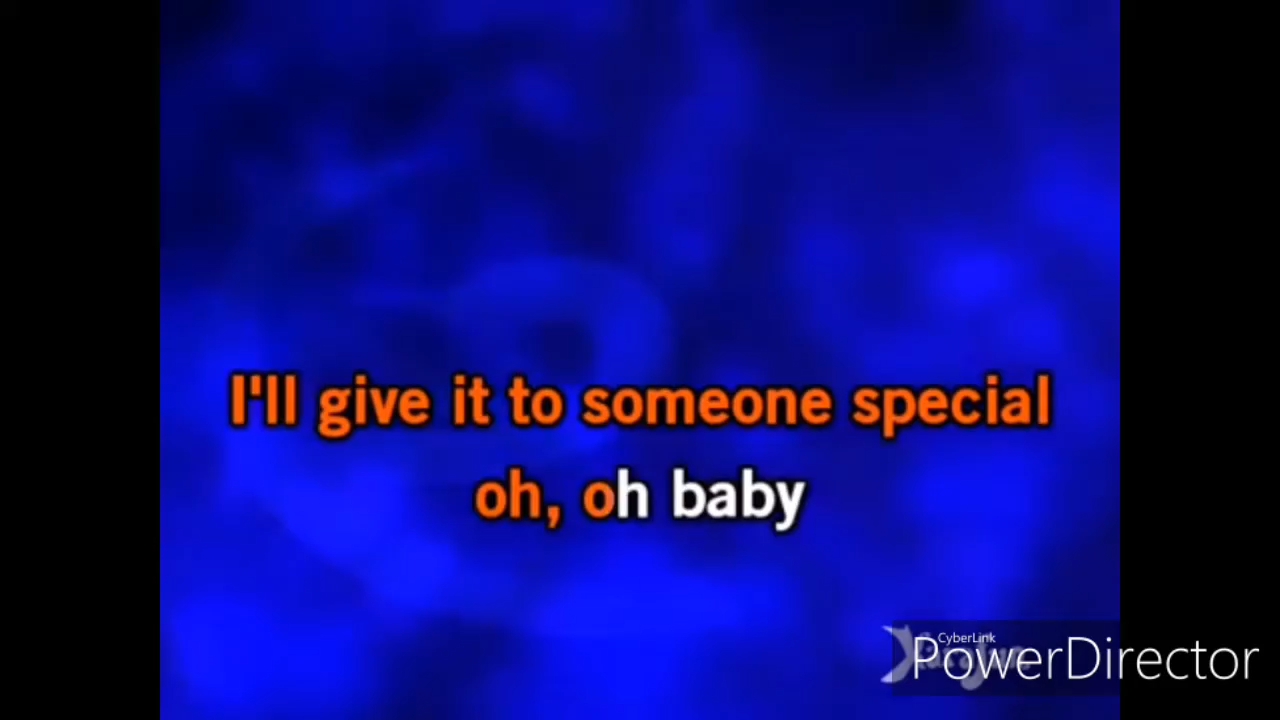 I'll give it to someone special
oh, oh baby
CyberLink
PowerDirector